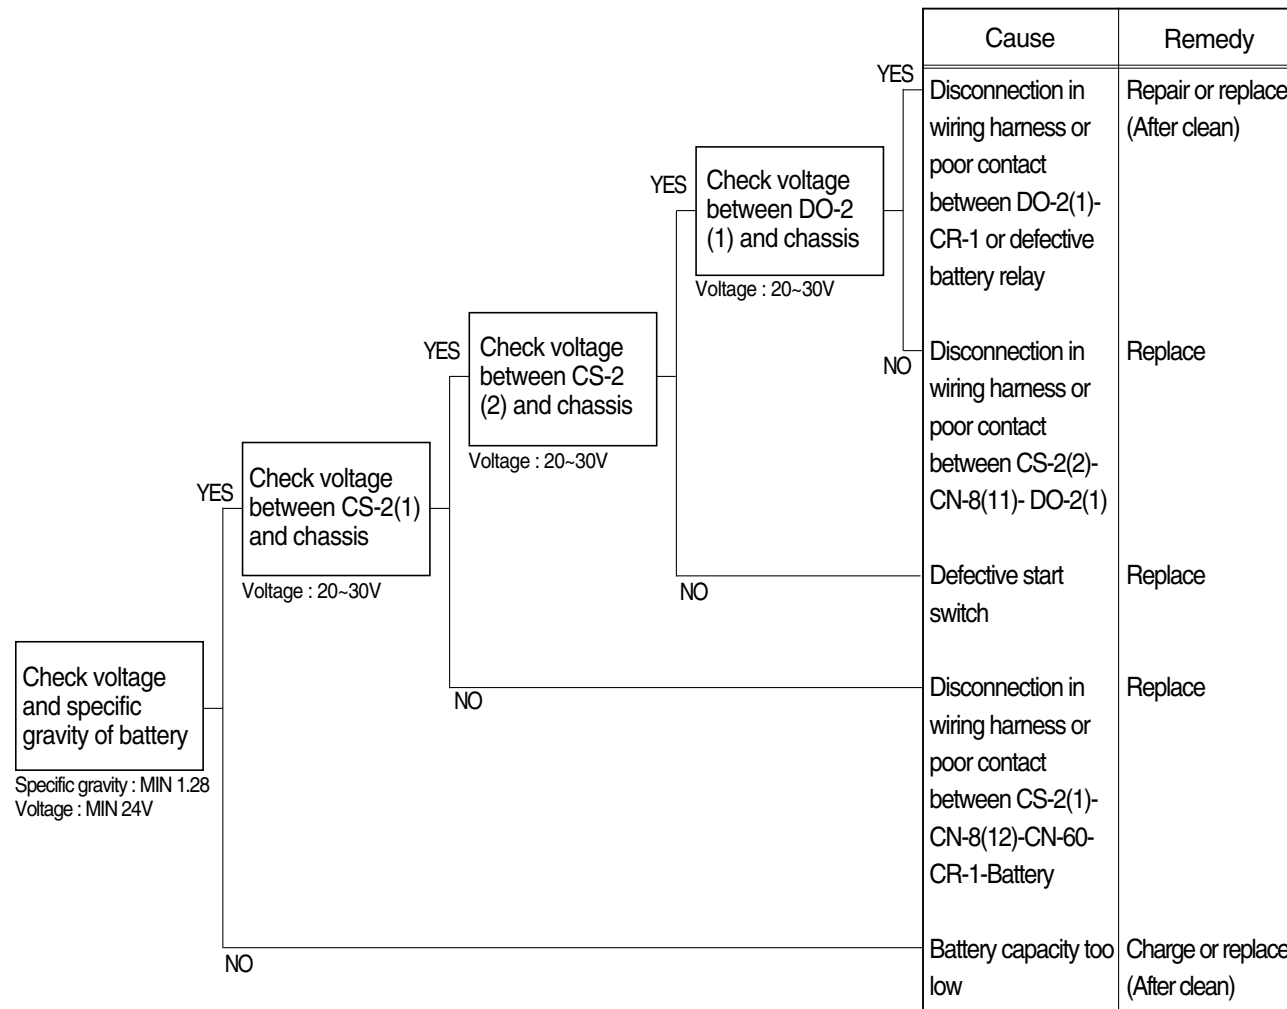 Cause
Remedy
YES
Disconnection in
wiring harness or
poor contact
between DO-2(1)-
CR-1 or defective
battery relay
Repair or replace
(After clean)
YES
Check voltage
between DO-2
(1) and chassis
Voltage : 20~30V
NO
Disconnection in
wiring harness or
poor contact
between CS-2(2)-
CN-8(11)- DO-2(1)
Replace
YES
Check voltage
between CS-2
(2) and chassis
Voltage : 20~30V
NO
Defective start
switch
Replace
YES
Check voltage
between CS-2(1)
and chassis
Voltage : 20~30V
NO
Disconnection in
wiring harness or
poor contact
between CS-2(1)-
CN-8(12)-CN-60-
CR-1-Battery
Replace
Check voltage
and specific
gravity of battery
Specific gravity : MIN 1.28
Voltage : MIN 24V
NO
Battery capacity too
low
Charge or replace
(After clean)